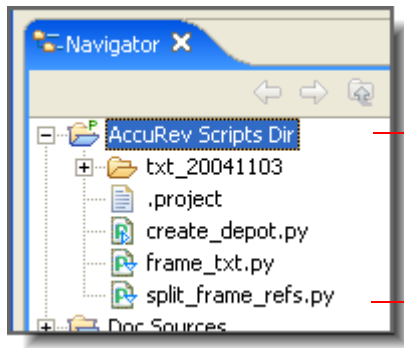 Navigator
AccuRev Scripts Dir
txt_20041103
.project
create_depot.py
frame_txt.py
split_frame_refs.py
Doc Sources